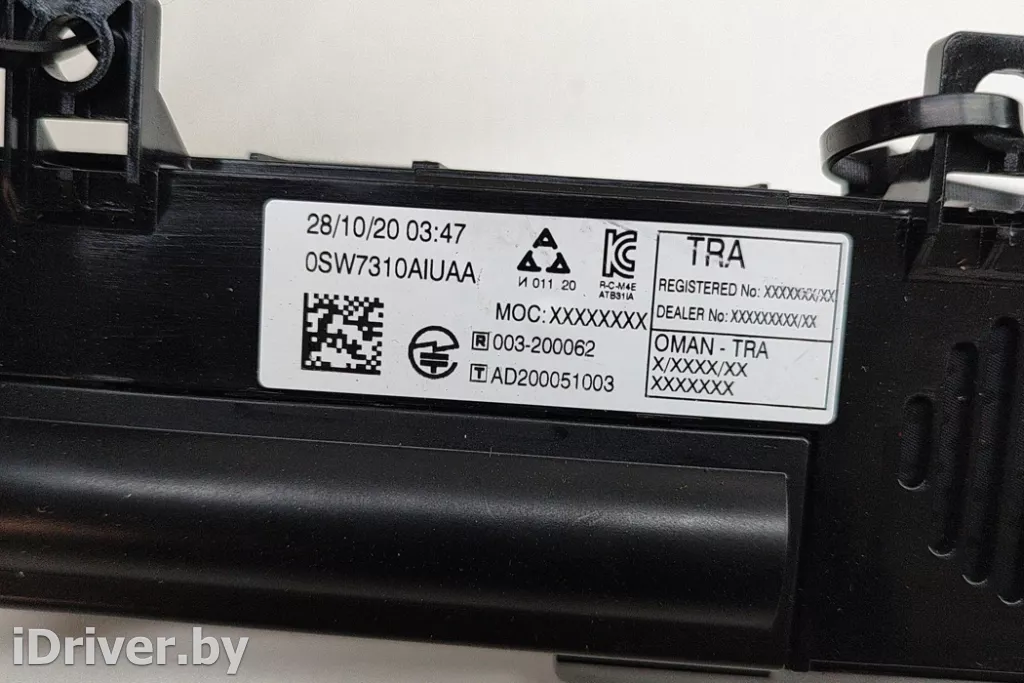 28/10/20 03:47
0SW7310AIUAA
И 011 20
R-C-M4E
ATB31IA
MOC: XXXXXXXX
R 003-200062
T AD200051003
TRA
REGISTERED No: XXXXXXX/XX
DEALER No: XXXXXXXXX/XX
OMAN - TRA
X/XXXX/XX
XXXXXXX
iDriver.by